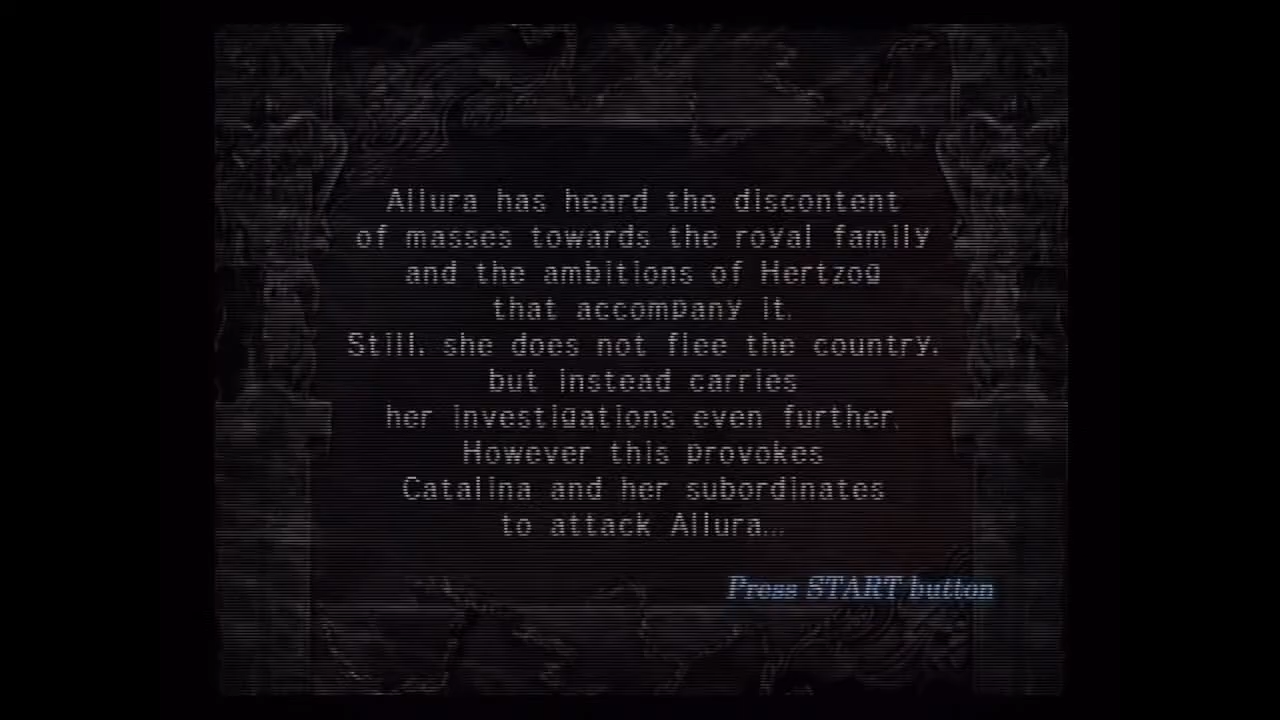 Allura has heard the discontent
of masses towards the royal family
and the ambitions of Hertzog
that accompany it.
Still, she does not flee the country,
but instead carries
her investigations even further.
However this provokes
Catalina and her subordinates
to attack Allura...
Press START button